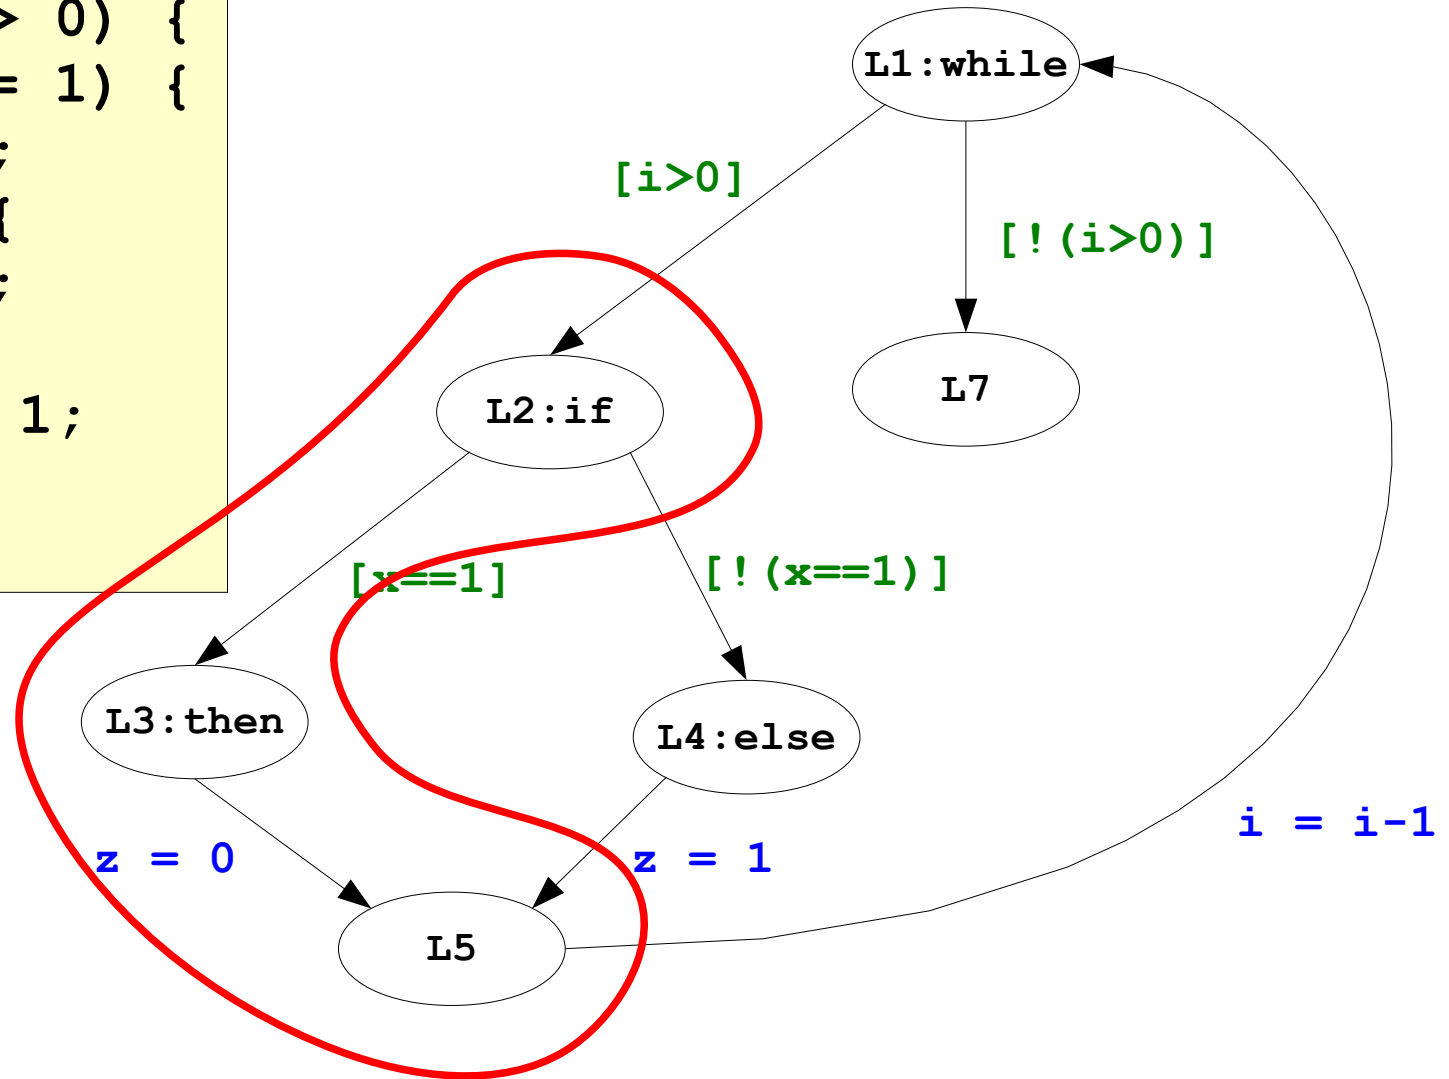 > 0) {
= 1) {
;
{
;
1;
L1:while
[i>0]
[!(i>0)]
L7
L2:if
[x==1]
[!(x==1)]
L3:then
L4:else
z = 0
z = 1
i = i-1
L5